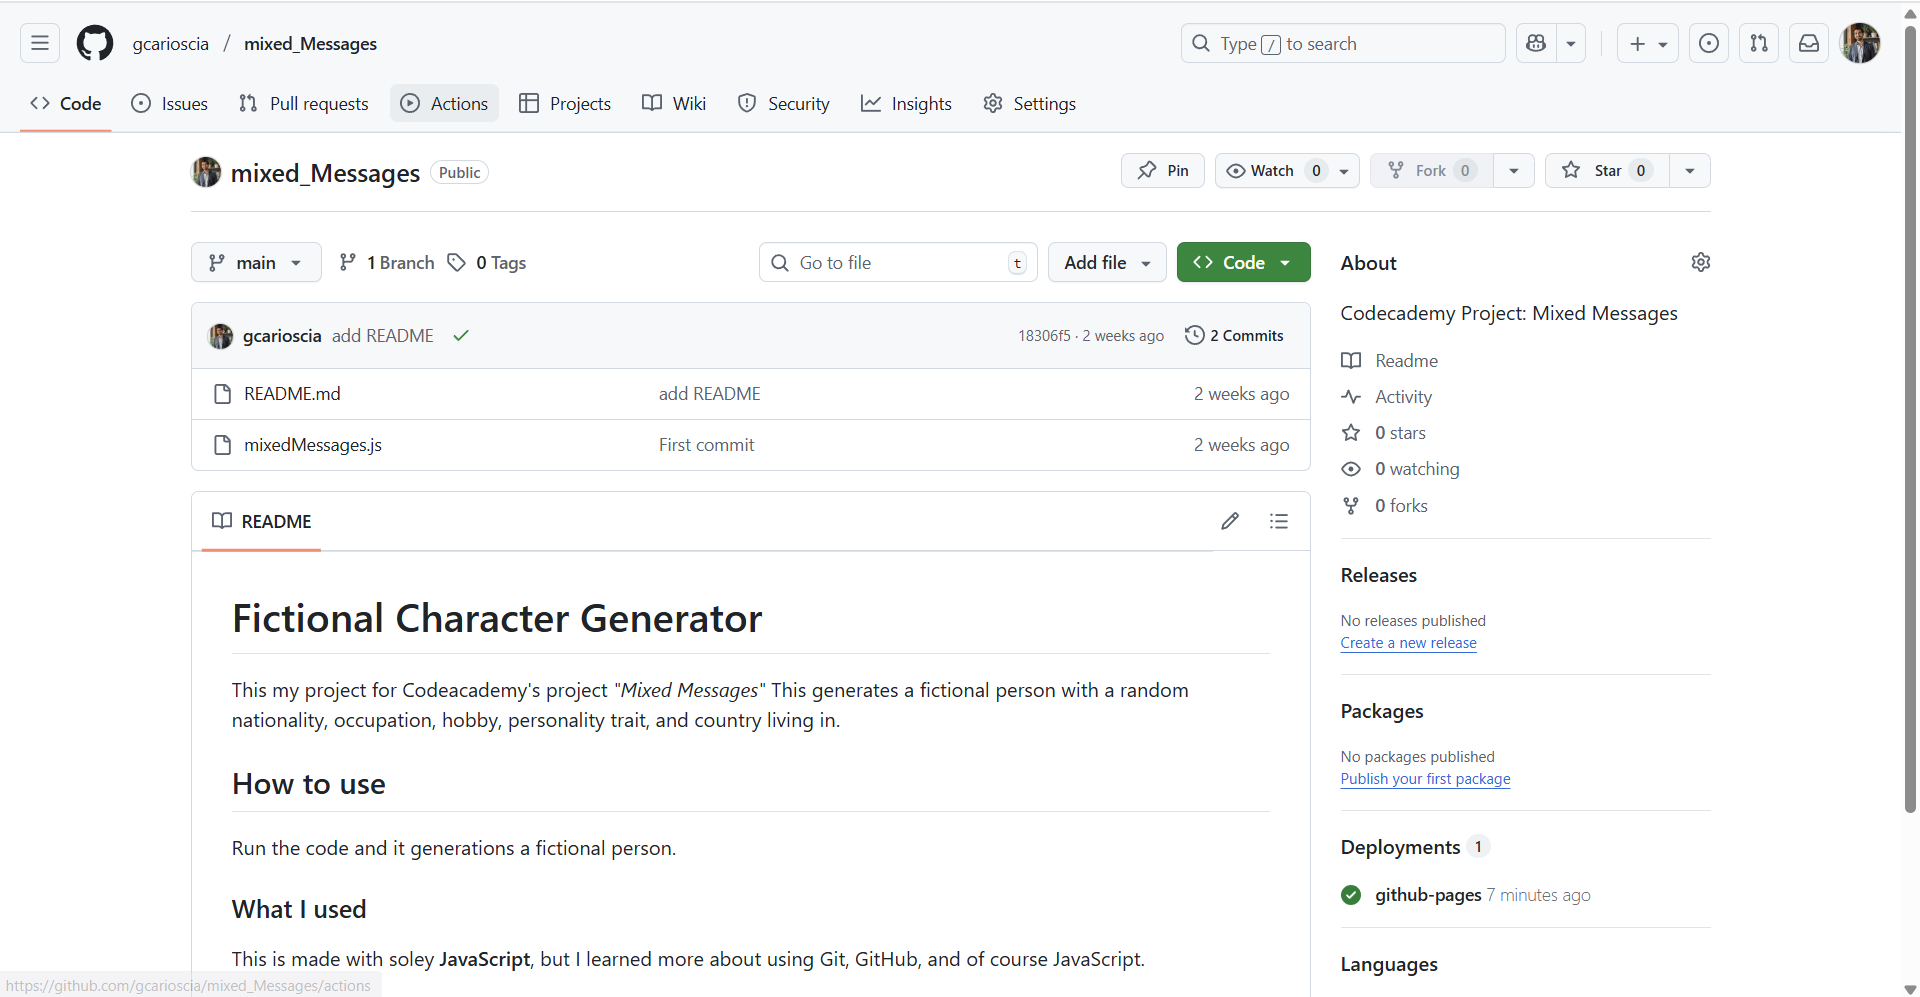 gcarioscia / mixed_Messages
Type / to search
Code Issues Pull requests Actions Projects Wiki Security Insights Settings
mixed_Messages Public
Pin Watch 0 Fork 0 Star 0
main 1 Branch 0 Tags
Go to file t Add file Code
gcarioscia add README 18306f5 · 2 weeks ago 2 Commits
README.md add README 2 weeks ago
mixedMessages.js First commit 2 weeks ago
README
Fictional Character Generator
This my project for Codeacademy's project "Mixed Messages" This generates a fictional person with a random
nationality, occupation, hobby, personality trait, and country living in.
How to use
Run the code and it generations a fictional person.
What I used
This is made with soley JavaScript, but I learned more about using Git, GitHub, and of course JavaScript.
About
Codecademy Project: Mixed Messages
Readme
Activity
0 stars
0 watching
0 forks
Releases
No releases published
Create a new release
Packages
No packages published
Publish your first package
Deployments 1
github-pages 7 minutes ago
Languages
https://github.com/gcarioscia/mixed_Messages/actions